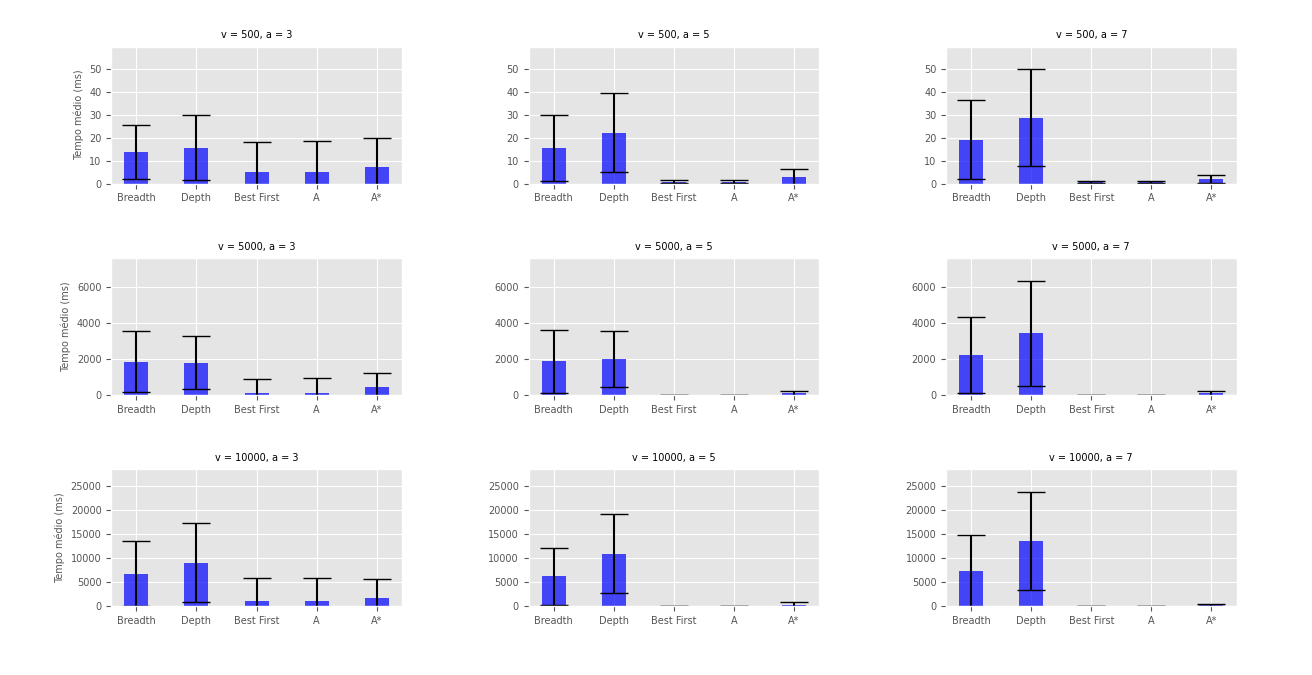 v = 500, a = 3
v = 500, a = 5
v = 500, a = 7
Tempo médio (ms)
50
40
30
20
10
0
Breadth Depth Best First A A*
50
40
30
20
10
0
Breadth Depth Best First A A*
50
40
30
20
10
0
Breadth Depth Best First A A*
v = 5000, a = 3
v = 5000, a = 5
v = 5000, a = 7
Tempo médio (ms)
6000
4000
2000
0
Breadth Depth Best First A A*
6000
4000
2000
0
Breadth Depth Best First A A*
6000
4000
2000
0
Breadth Depth Best First A A*
v = 10000, a = 3
v = 10000, a = 5
v = 10000, a = 7
Tempo médio (ms)
25000
20000
15000
10000
5000
0
Breadth Depth Best First A A*
25000
20000
15000
10000
5000
0
Breadth Depth Best First A A*
25000
20000
15000
10000
5000
0
Breadth Depth Best First A A*